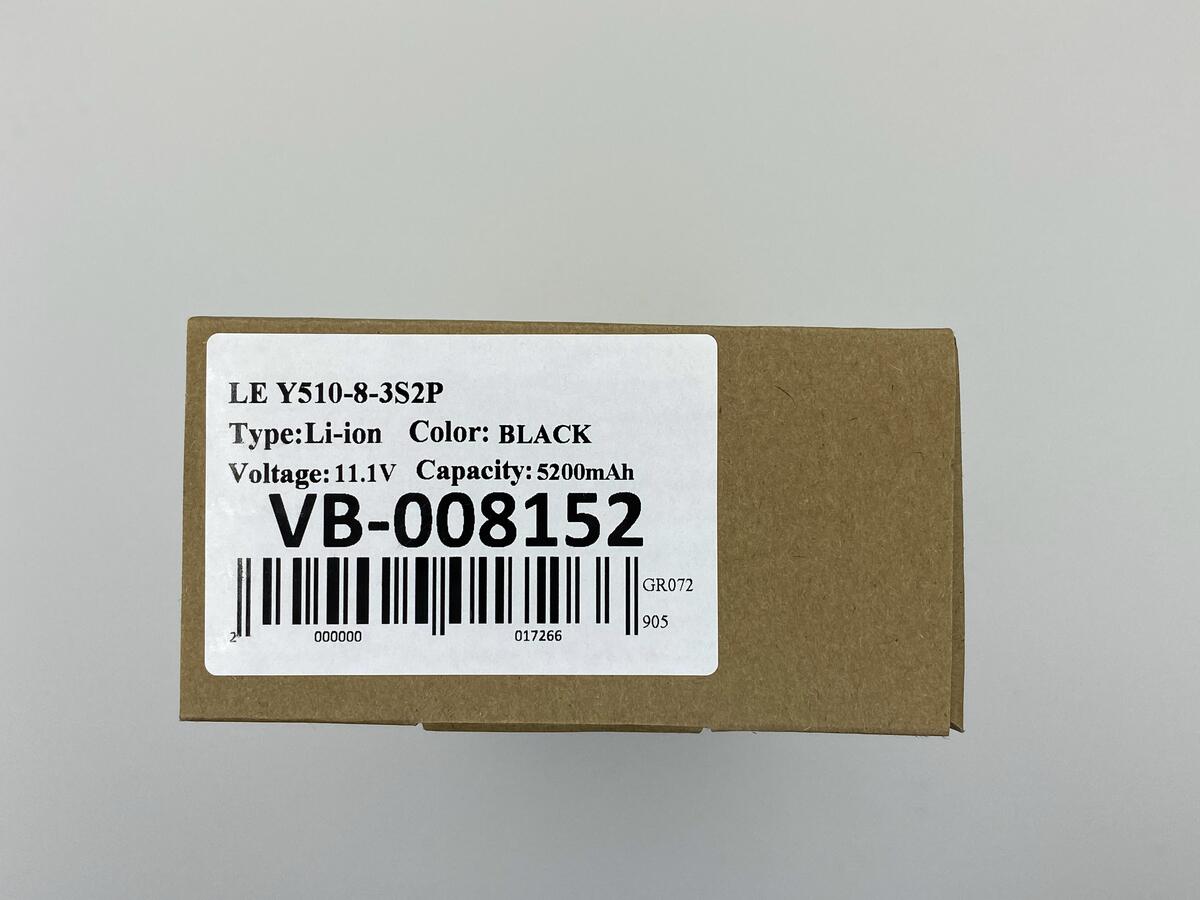 LE Y510-8-3S2P
Type:Li-ion Color: BLACK
Voltage: 11.1V Capacity: 5200mAh
VB-008152
GR072
905
2 000000 017266